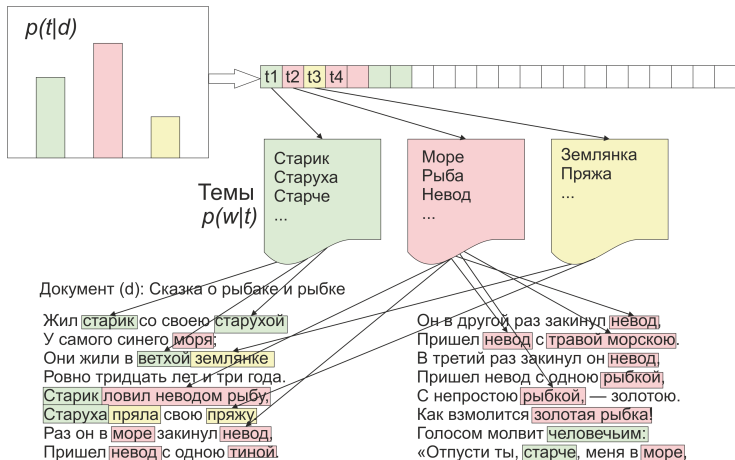 p(t|d)
t1 t2 t3 t4
Старик
Старуха
Старче
...
Море
Рыба
Невод
...
Землянка
Пряжа
...
Темы
p(w|t)
Документ (d): Сказка о рыбаке и рыбке
Жил старик со своею старухой
У самого синего моря;
Они жили в ветхой землянке
Ровно тридцать лет и три года.
Старик ловил неводом рыбу,
Старуха пряла свою пряжу.
Раз он в море закинул невод,
Пришел невод с одною тиной.
Он в другой раз закинул невод,
Пришел невод с травой морскою.
В третий раз закинул он невод,
Пришел невод с одною рыбкой,
С непростою рыбкой, — золотою.
Как взмолится золотая рыбка!
Голосом молвит человечьим:
«Отпусти ты, старче, меня в море,